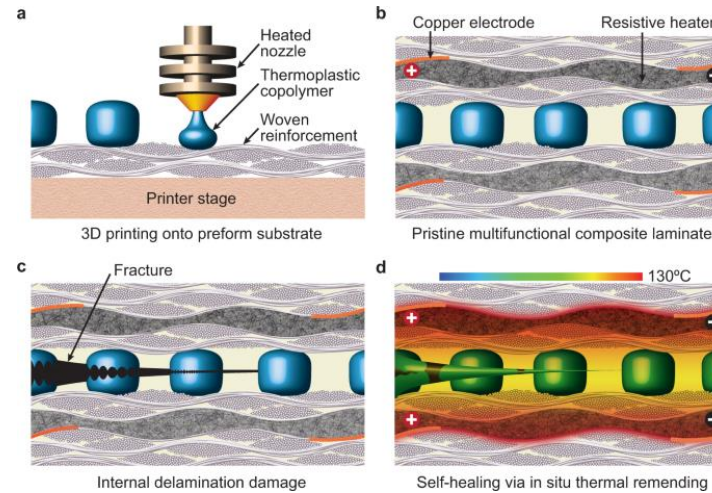 a
Heated
nozzle
Thermoplastic
copolymer
Woven
reinforcement
Printer stage
3D printing onto preform substrate
b
Copper electrode
Resistive heater
+
-
Pristine multifunctional composite laminate
c
Fracture
Internal delamination damage
d
130ºC
+
-
+
-
Self-healing via in situ thermal remending